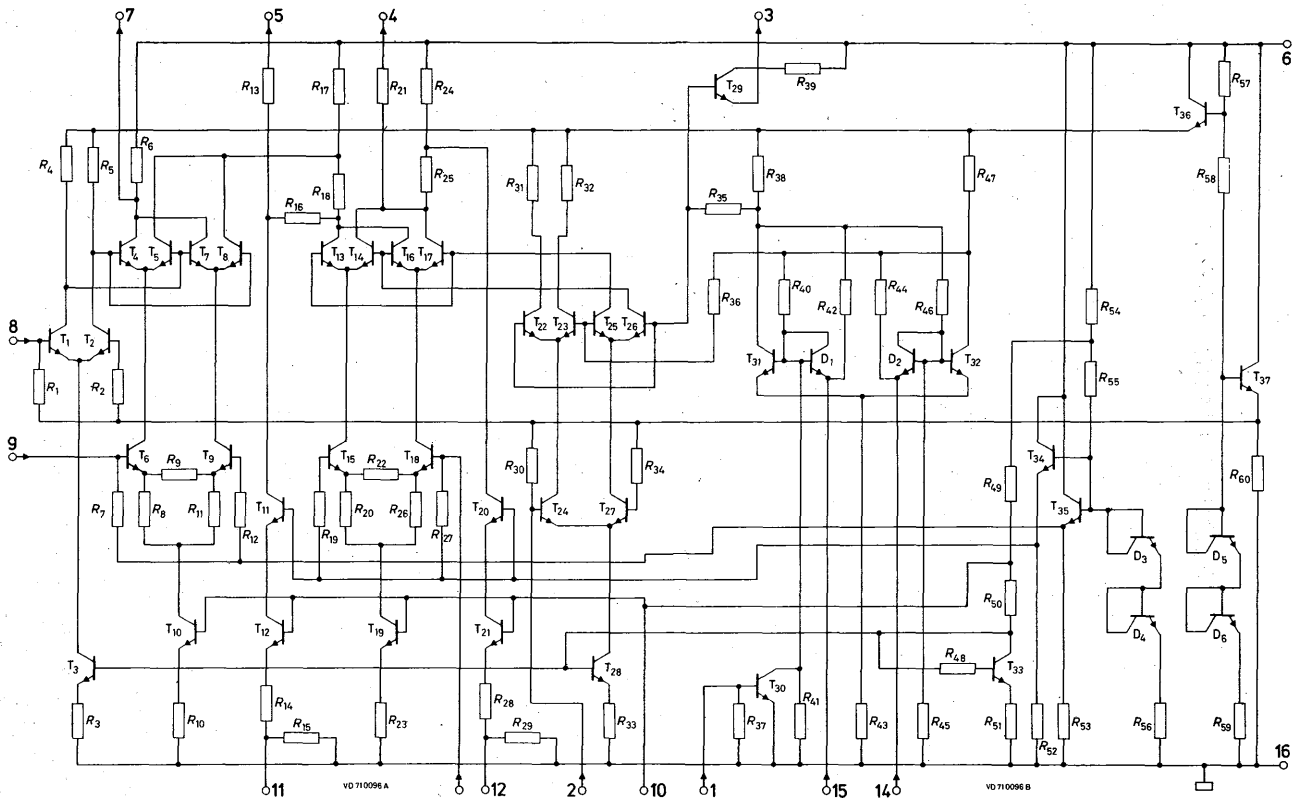 7 5 4 3
6
R13 R17 R21 R24 T29 R39 R57
T36
R4 R5 R6 R18 R25 R31 R32 R38 R47 R58
R16 R35
T4 T5 T7 T8 T13 T14 T16 T17 R36 R40 R42 R44 R46 R54
8 T1 T2 T22 T23 T25 T26 T31 D1 D2 T32
R1 R2 R55 T37
9 T6 R9 T9 T15 R22 T18 R30 R34 T34 R60
R7 R8 R11 R12 T11 R19 R20 R26 R27 T20 T24 T27 R49 T35
D3 D5
T10 T12 T19 T21 R50 D4 D6
T3 T28 R48 T33
R14 R28 T30 R41
R3 R10 R15 R23 R29 R33 R37 R43 R45 R51 R52 R53 R56 R59
16
11 VD 710096 A 12 2 10 1 15 14 VD 710096 B